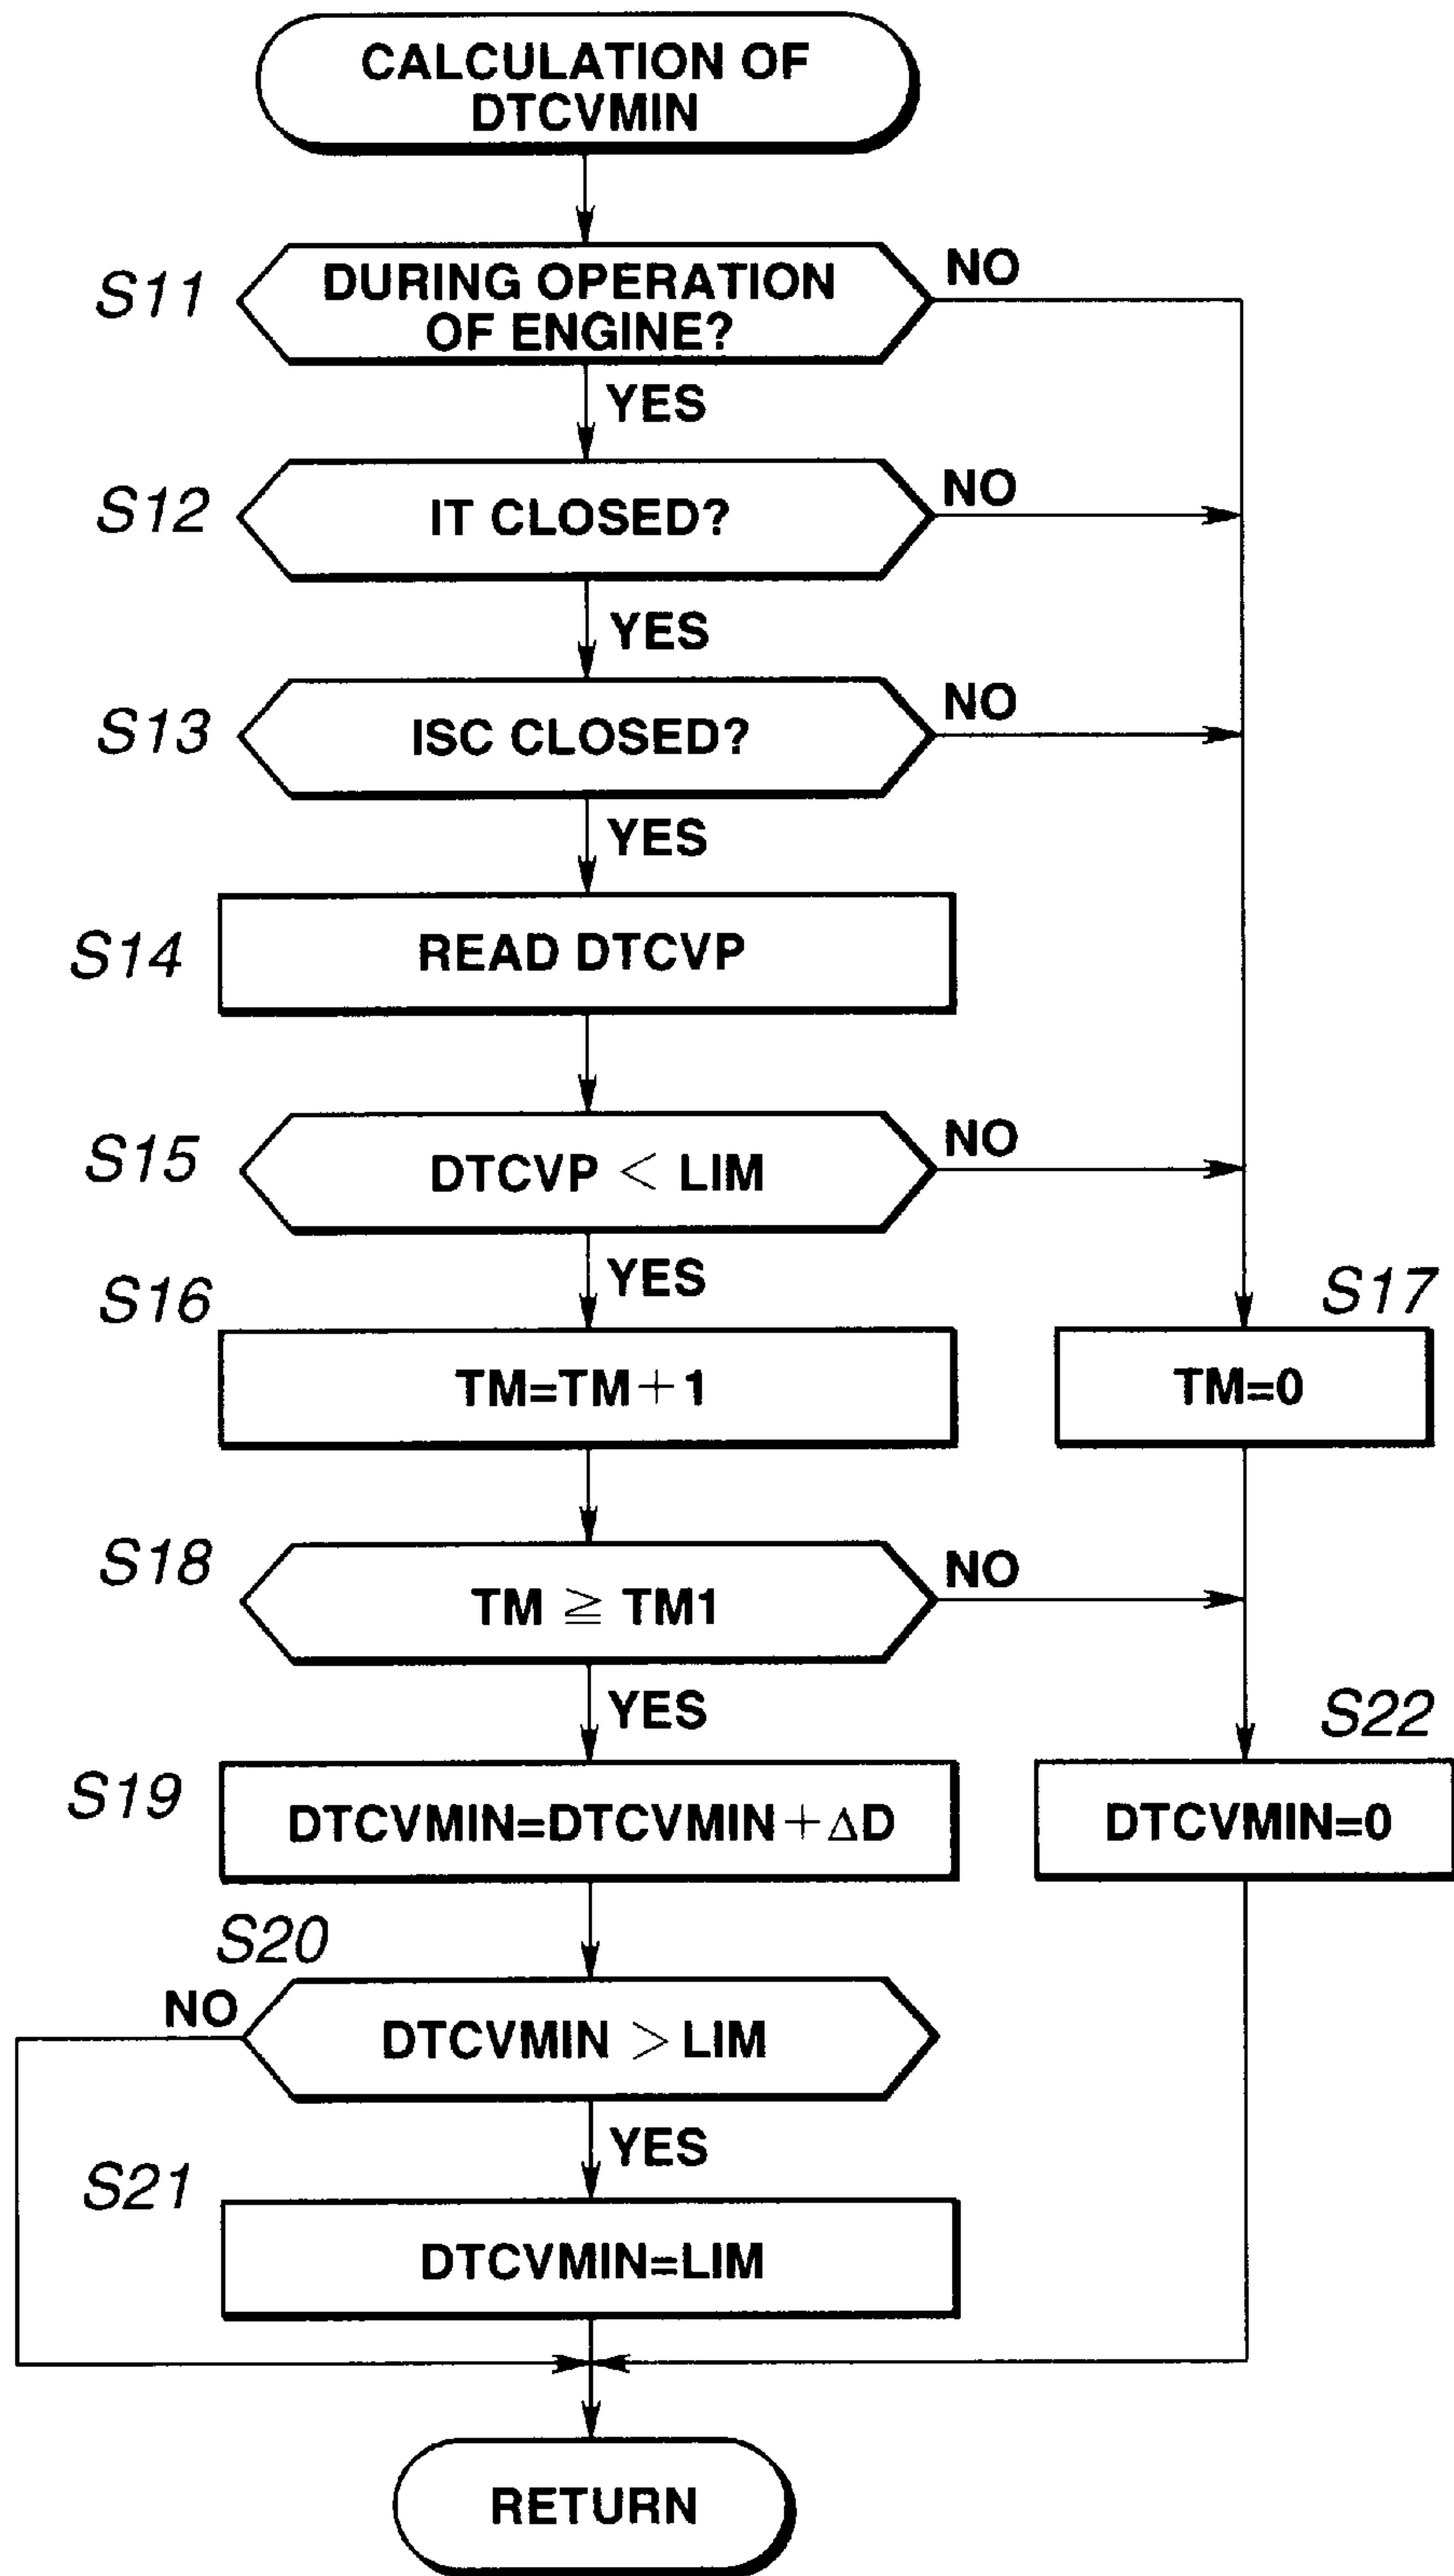 CALCULATION OF
DTCVMIN
S11
DURING OPERATION
OF ENGINE?
NO
YES
S12
IT CLOSED?
NO
YES
S13
ISC CLOSED?
NO
YES
S14
READ DTCVP
S15
DTCVP < LIM
NO
YES
S16
TM=TM+1
S17
TM=0
S18
TM ≧ TM1
NO
YES
S19
DTCVMIN=DTCVMIN+ΔD
S22
DTCVMIN=0
S20
NO
DTCVMIN > LIM
YES
S21
DTCVMIN=LIM
RETURN